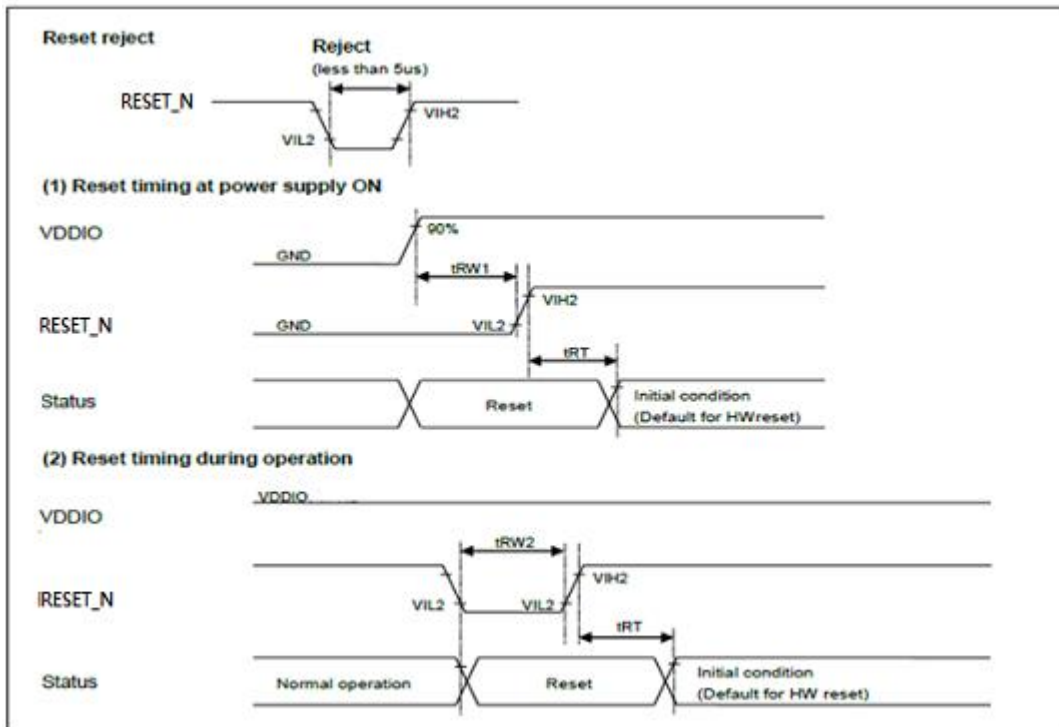 Reset reject
Reject
(less than 5us)
RESET_N
VIH2
VIL2
(1) Reset timing at power supply ON
VDDIO
90%
GND
tRW1
VIH2
RESET_N
GND
VIL2
tRT
Status
Reset
Initial condition
(Default for HWreset)
(2) Reset timing during operation
VDDIO
VDDIO
tRW2
VIH2
IRESET_N
VIL2
VIL2
tRT
Status
Normal operation
Reset
Initial condition
(Default for HW reset)